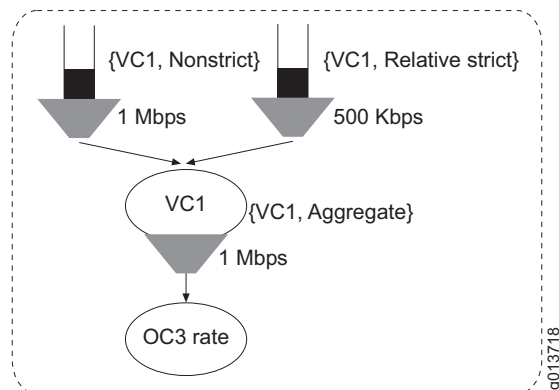 {VC1, Nonstrict}
{VC1, Relative strict}
1 Mbps
500 Kbps
VC1
{VC1, Aggregate}
1 Mbps
OC3 rate
g013718